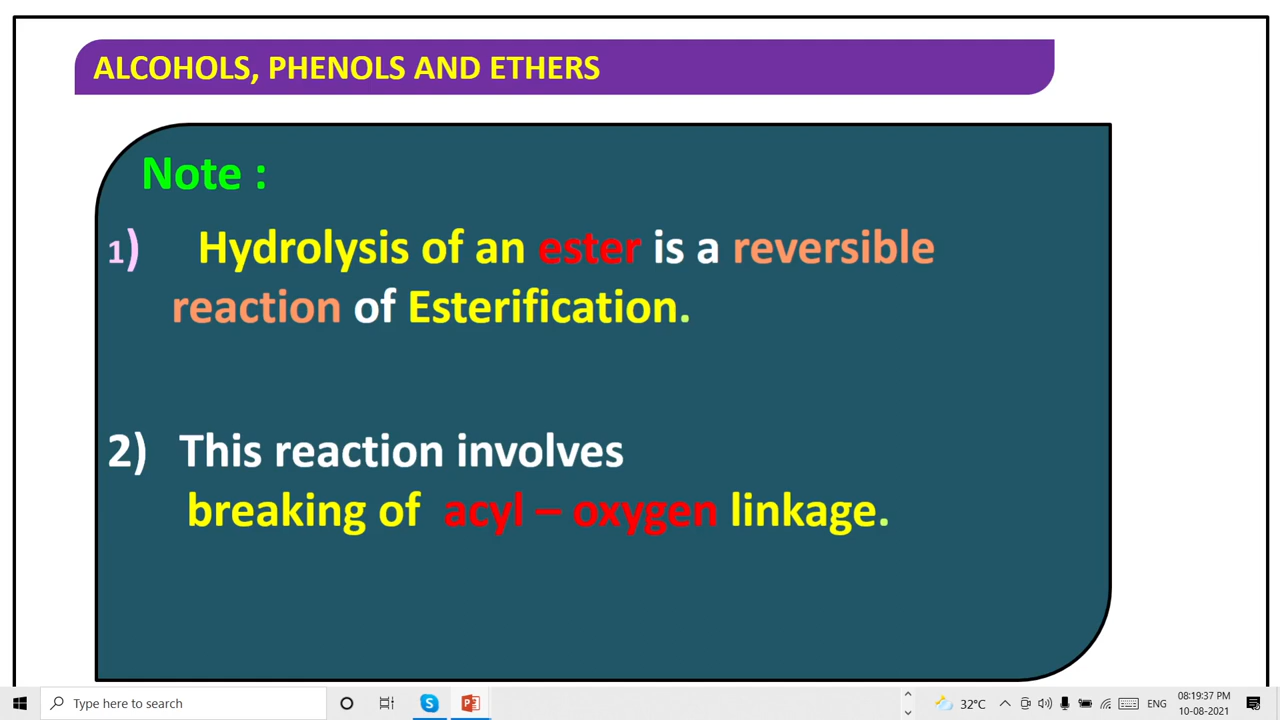 ALCOHOLS, PHENOLS AND ETHERS
Note :
1) Hydrolysis of an ester is a reversible
reaction of Esterification.
2) This reaction involves
breaking of acyl – oxygen linkage.
Type here to search
32°C
ENG
08:19:37 PM
10-08-2021